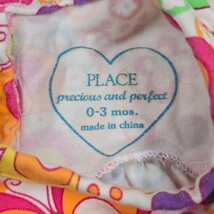 PLACE
precious and perfect
0-3 mos.
made in china